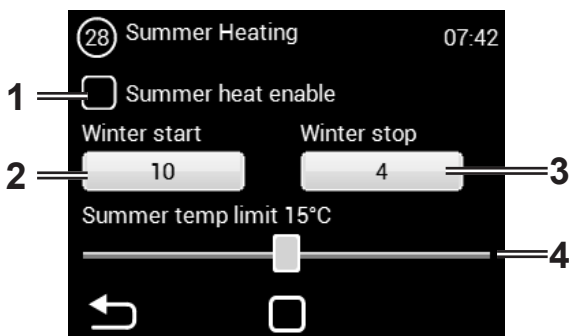 28 Summer Heating 07:42
1 Summer heat enable
Winter start Winter stop
2 10 4 3
Summer temp limit 15°C
4